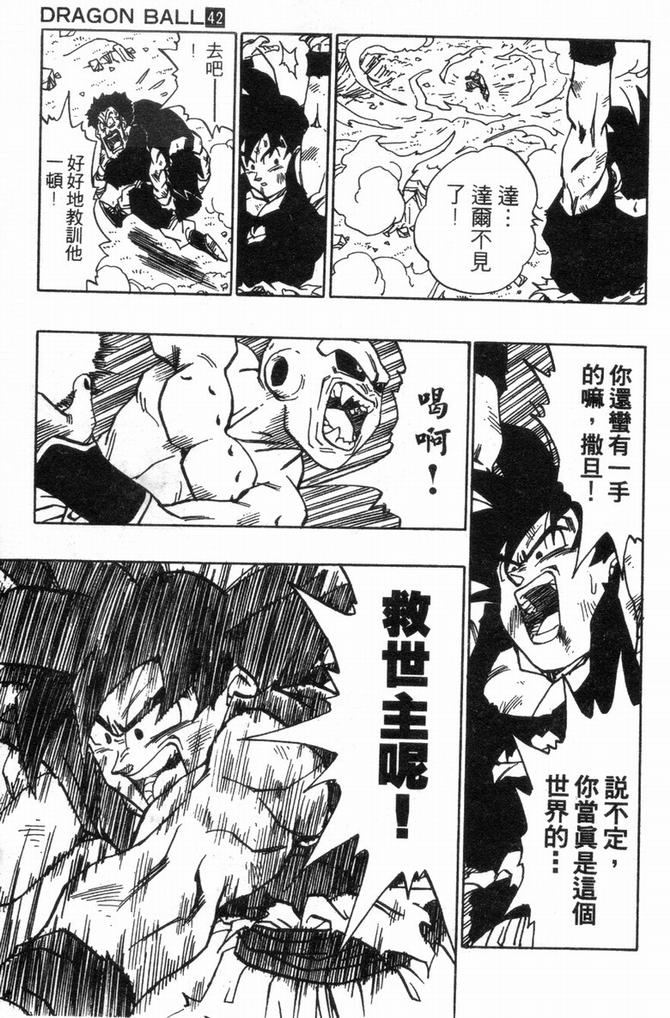 DRAGON BALL 42
達…
達爾不見
了！
去吧
——！
好好地教訓他
一頓！
你還蠻有一手
的嘛，撒旦！
說不定，
你當眞是這個
世界的…
喝啊！
救世主呢！